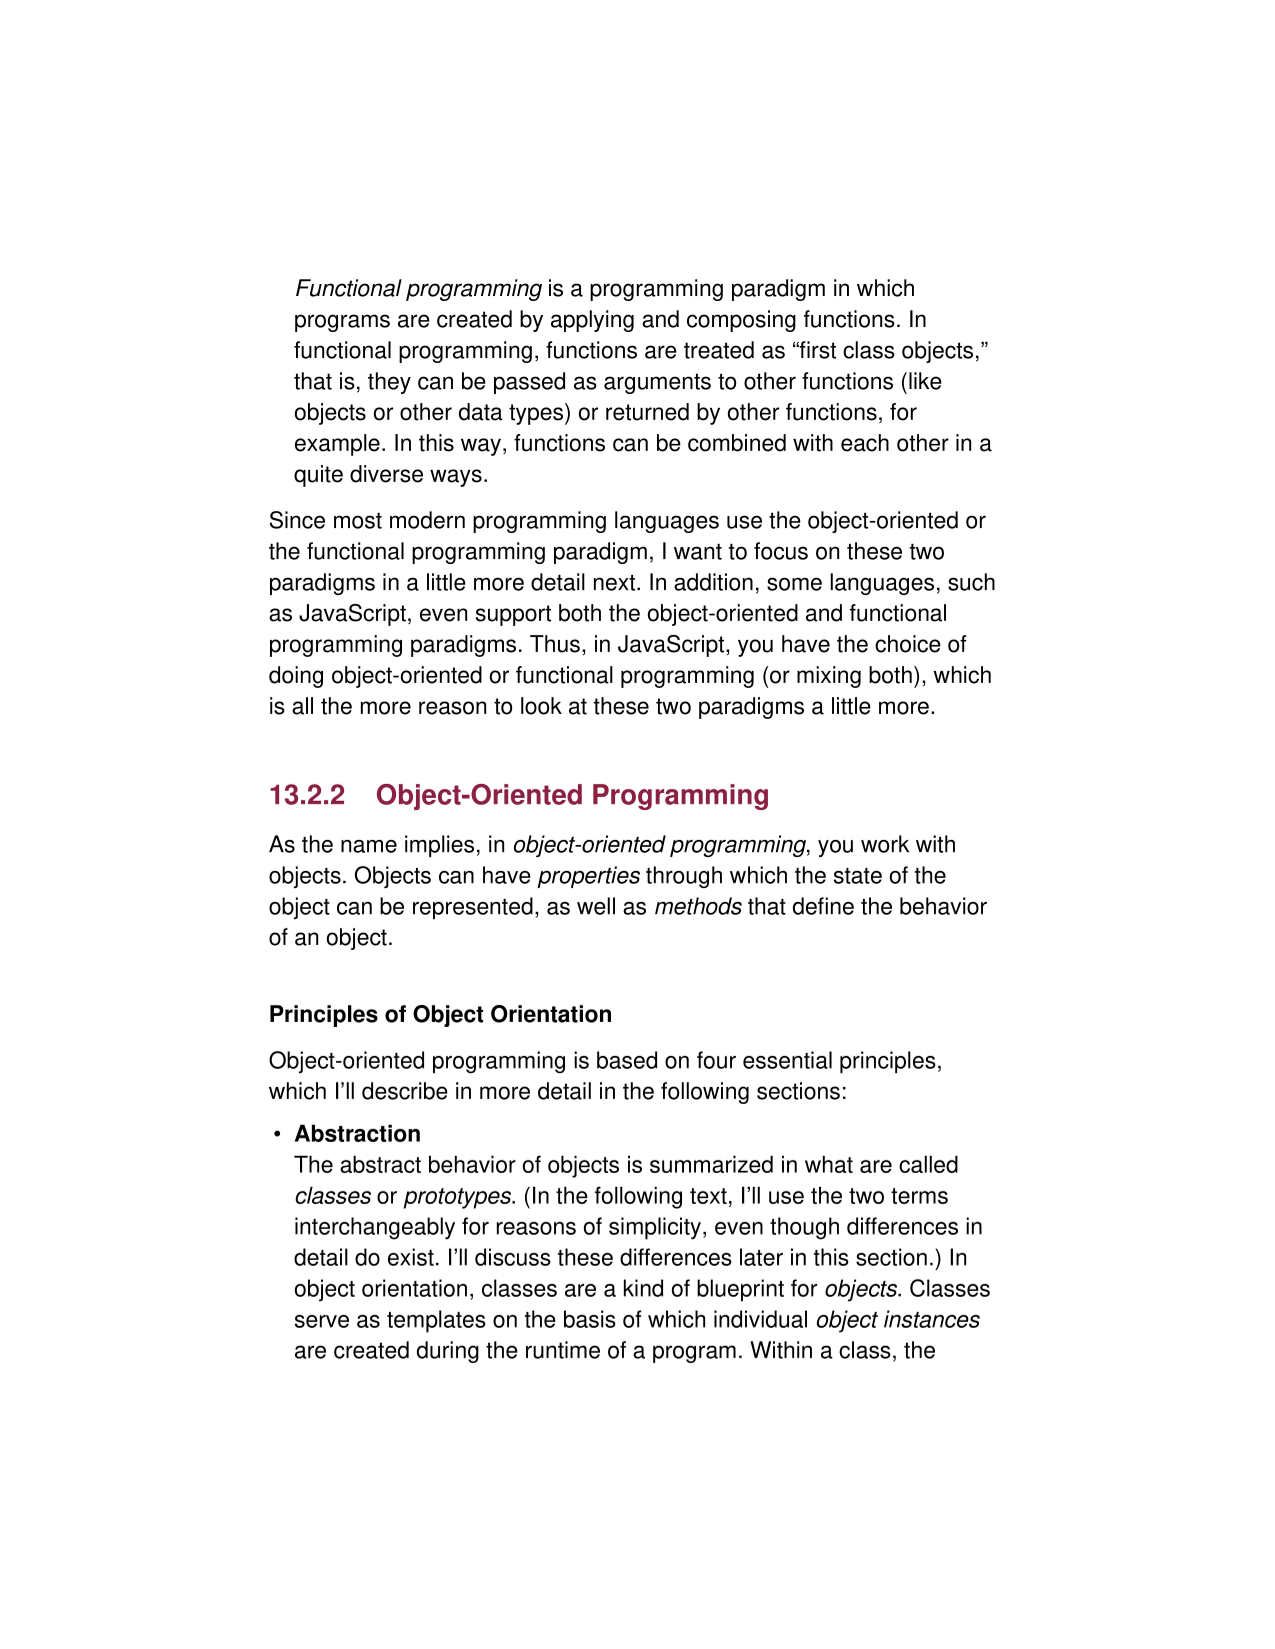 Functional programming is a programming paradigm in which
programs are created by applying and composing functions. In
functional programming, functions are treated as “first class objects,”
that is, they can be passed as arguments to other functions (like
objects or other data types) or returned by other functions, for
example. In this way, functions can be combined with each other in a
quite diverse ways.
Since most modern programming languages use the object-oriented or
the functional programming paradigm, I want to focus on these two
paradigms in a little more detail next. In addition, some languages, such
as JavaScript, even support both the object-oriented and functional
programming paradigms. Thus, in JavaScript, you have the choice of
doing object-oriented or functional programming (or mixing both), which
is all the more reason to look at these two paradigms a little more.
13.2.2 Object-Oriented Programming
As the name implies, in object-oriented programming, you work with
objects. Objects can have properties through which the state of the
object can be represented, as well as methods that define the behavior
of an object.
Principles of Object Orientation
Object-oriented programming is based on four essential principles,
which I’ll describe in more detail in the following sections:
• Abstraction
The abstract behavior of objects is summarized in what are called
classes or prototypes. (In the following text, I’ll use the two terms
interchangeably for reasons of simplicity, even though differences in
detail do exist. I’ll discuss these differences later in this section.) In
object orientation, classes are a kind of blueprint for objects. Classes
serve as templates on the basis of which individual object instances
are created during the runtime of a program. Within a class, the